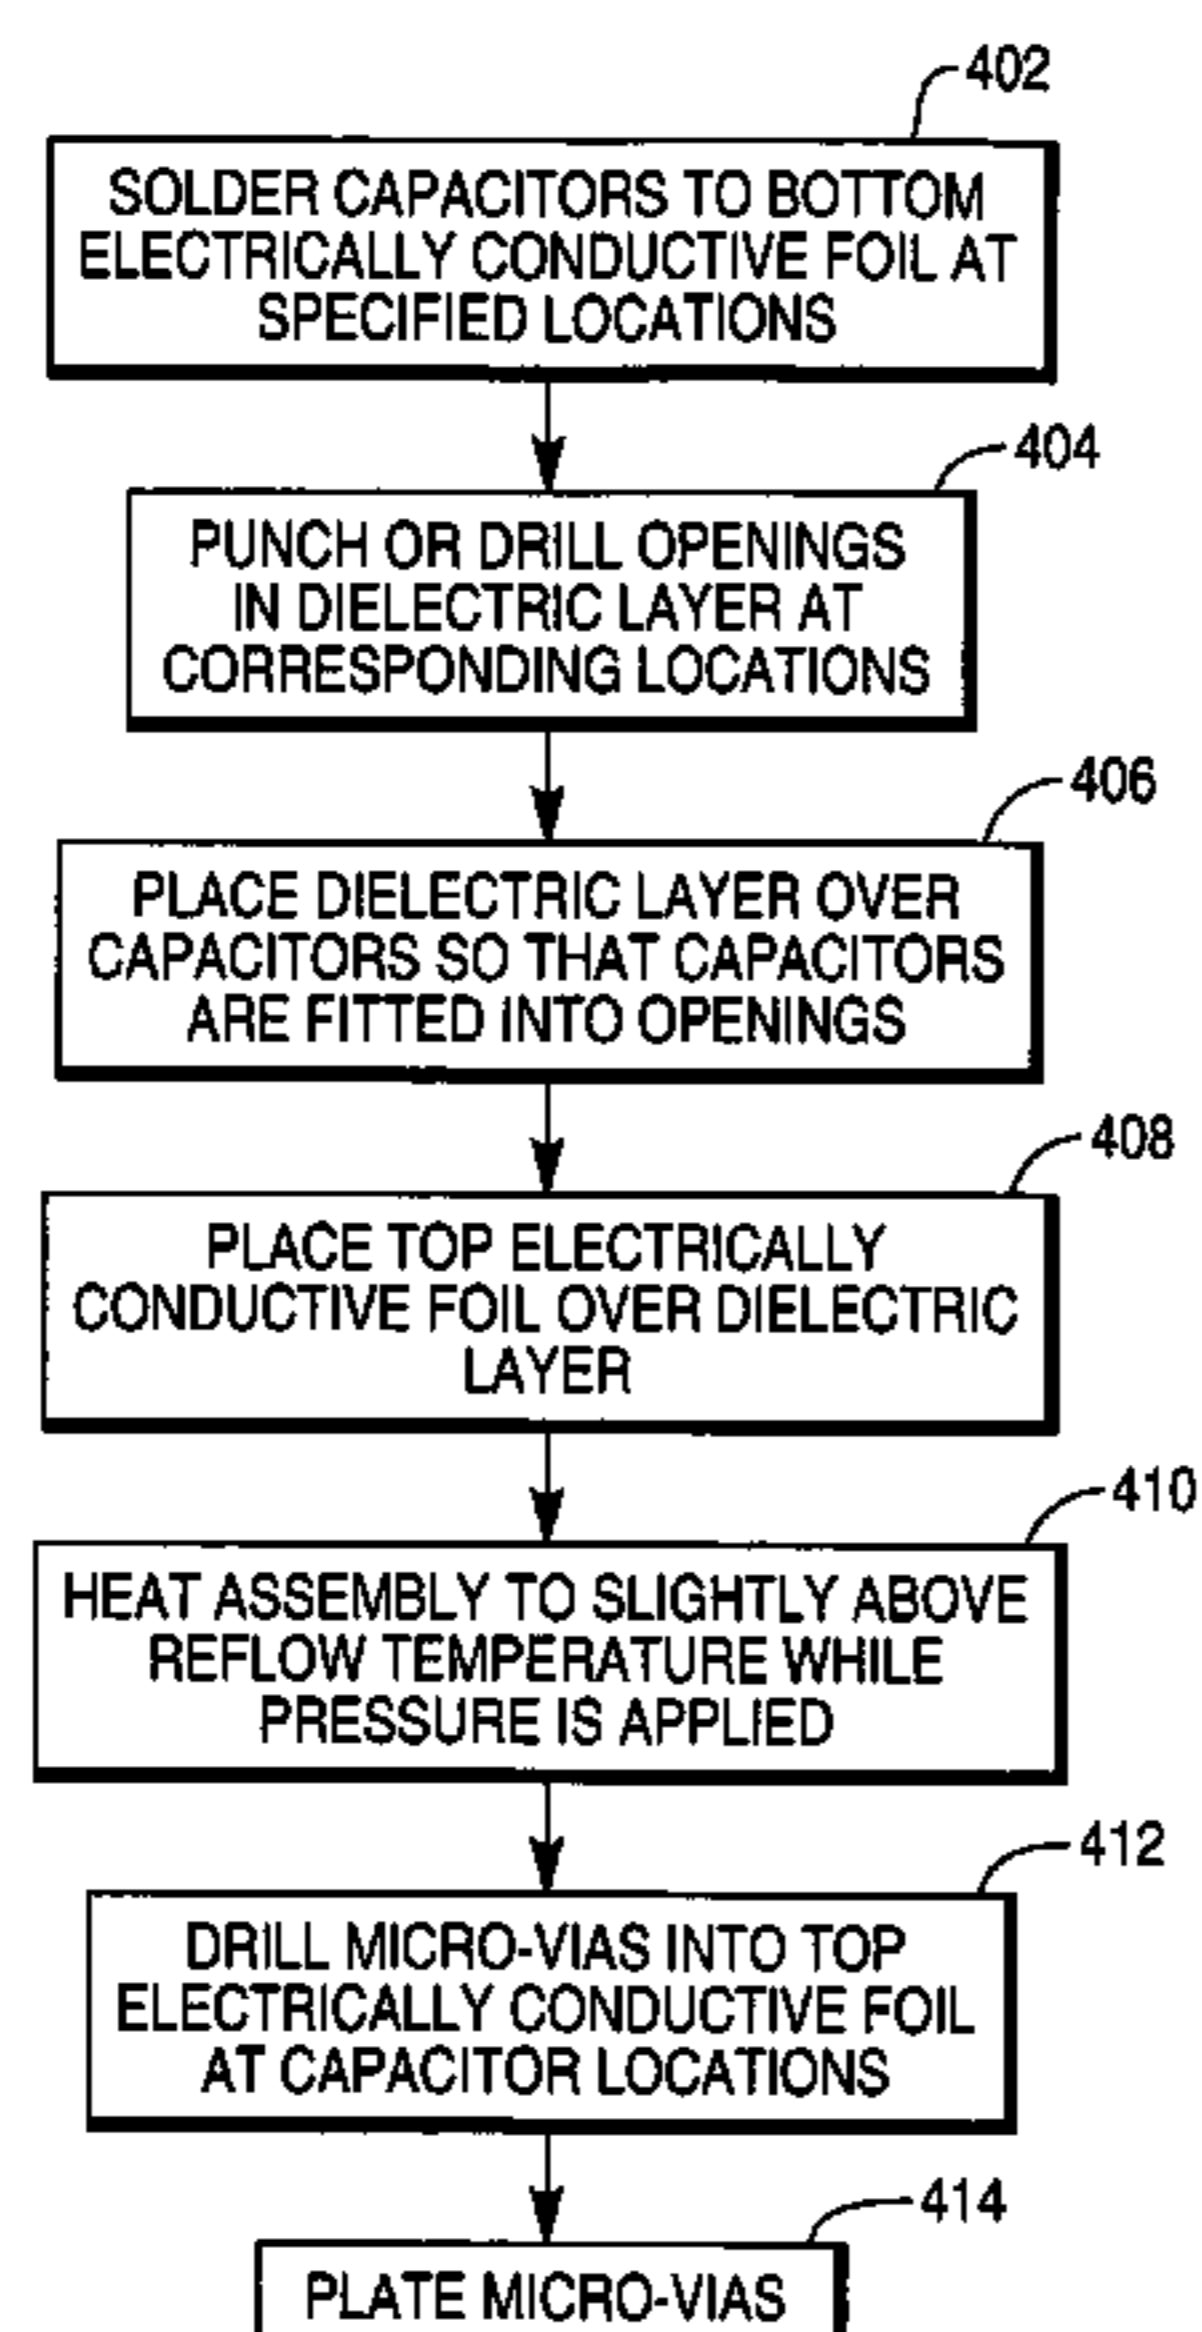 402
SOLDER CAPACITORS TO BOTTOM
ELECTRICALLY CONDUCTIVE FOIL AT
SPECIFIED LOCATIONS
404
PUNCH OR DRILL OPENINGS
IN DIELECTRIC LAYER AT
CORRESPONDING LOCATIONS
406
PLACE DIELECTRIC LAYER OVER
CAPACITORS SO THAT CAPACITORS
ARE FITTED INTO OPENINGS
408
PLACE TOP ELECTRICALLY
CONDUCTIVE FOIL OVER DIELECTRIC
LAYER
410
HEAT ASSEMBLY TO SLIGHTLY ABOVE
REFLOW TEMPERATURE WHILE
PRESSURE IS APPLIED
412
DRILL MICRO-VIAS INTO TOP
ELECTRICALLY CONDUCTIVE FOIL
AT CAPACITOR LOCATIONS
414
PLATE MICRO-VIAS